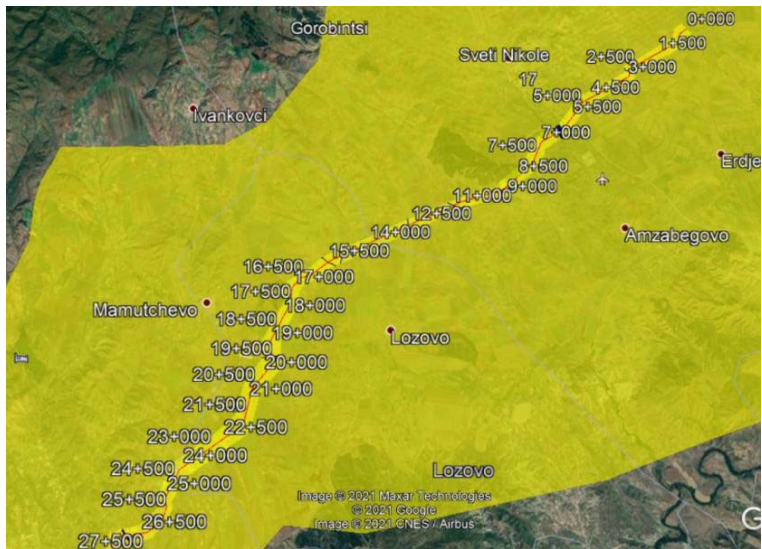 Gorobintsi
0+000
1+500
Sveti Nikole
2+500
3+000
17
4+500
5+000
5+500
Ivankovci
7+000
7+500
Erdje
8+500
9+000
11+000
12+500
Amzabegovo
14+000
15+500
16+500
17+000
17+500
Mamutchevo
18+000
18+500
19+000
Lozovo
19+500
20+000
20+500
21+000
21+500
22+500
23+000
24+000
24+500
Lozovo
25+000
25+500
Image © 2021 Maxar Technologies
© 2021 Google
Image © 2021 CNES / Airbus
26+500
G
27+500